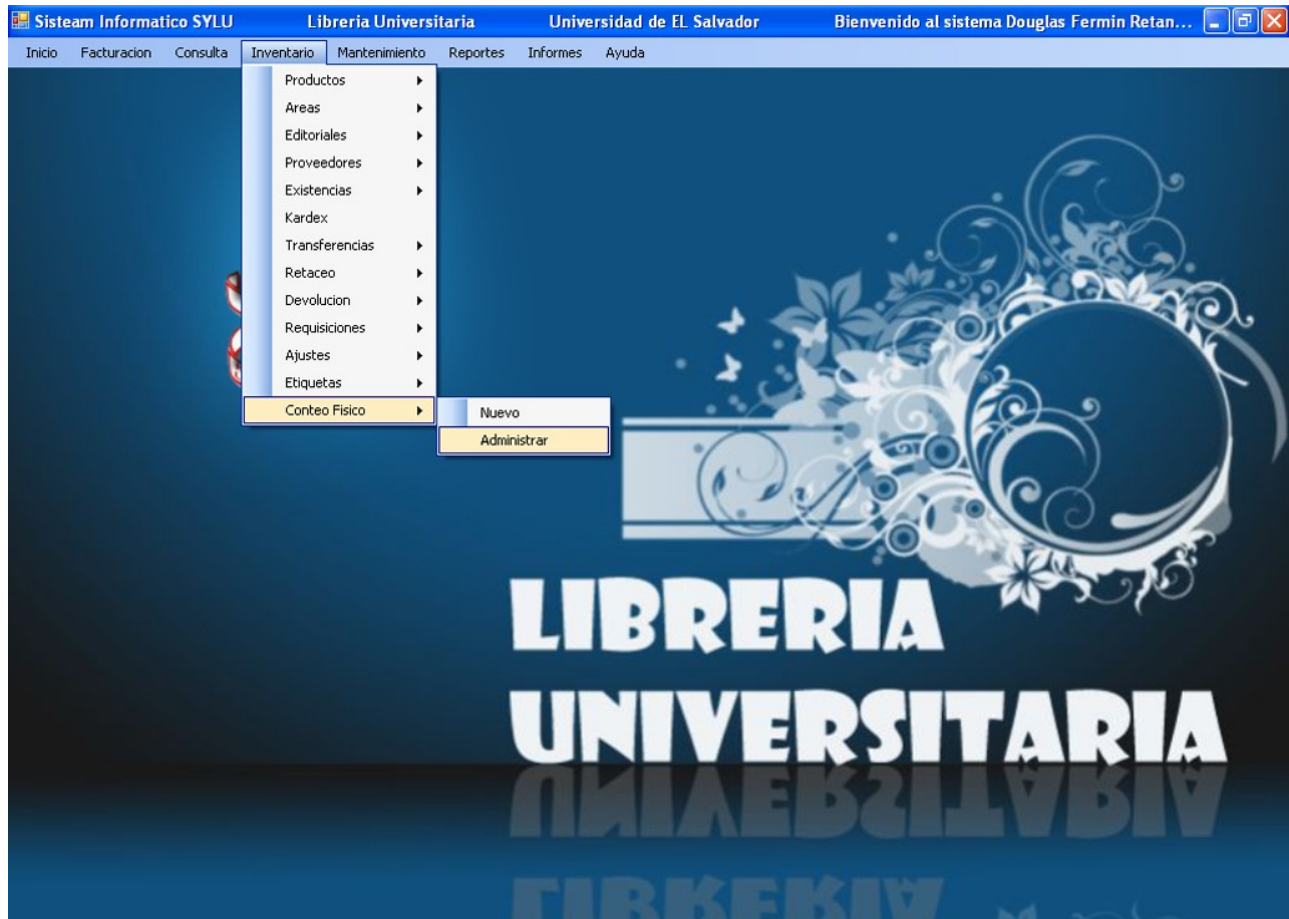 Sisteam Informatico SYLU Libreria Universitaria Universidad de EL Salvador Bienvenido al sistema Douglas Fermin Retan...
Inicio Facturacion Consulta Inventario Mantenimiento Reportes Informes Ayuda
Productos
Areas
Editoriales
Proveedores
Existencias
Kardex
Transferencias
Retaceo
Devolucion
Requisiciones
Ajustes
Etiquetas
Conteo Fisico
Nuevo
Administrar
LIBRERIA
UNIVERSITARIA